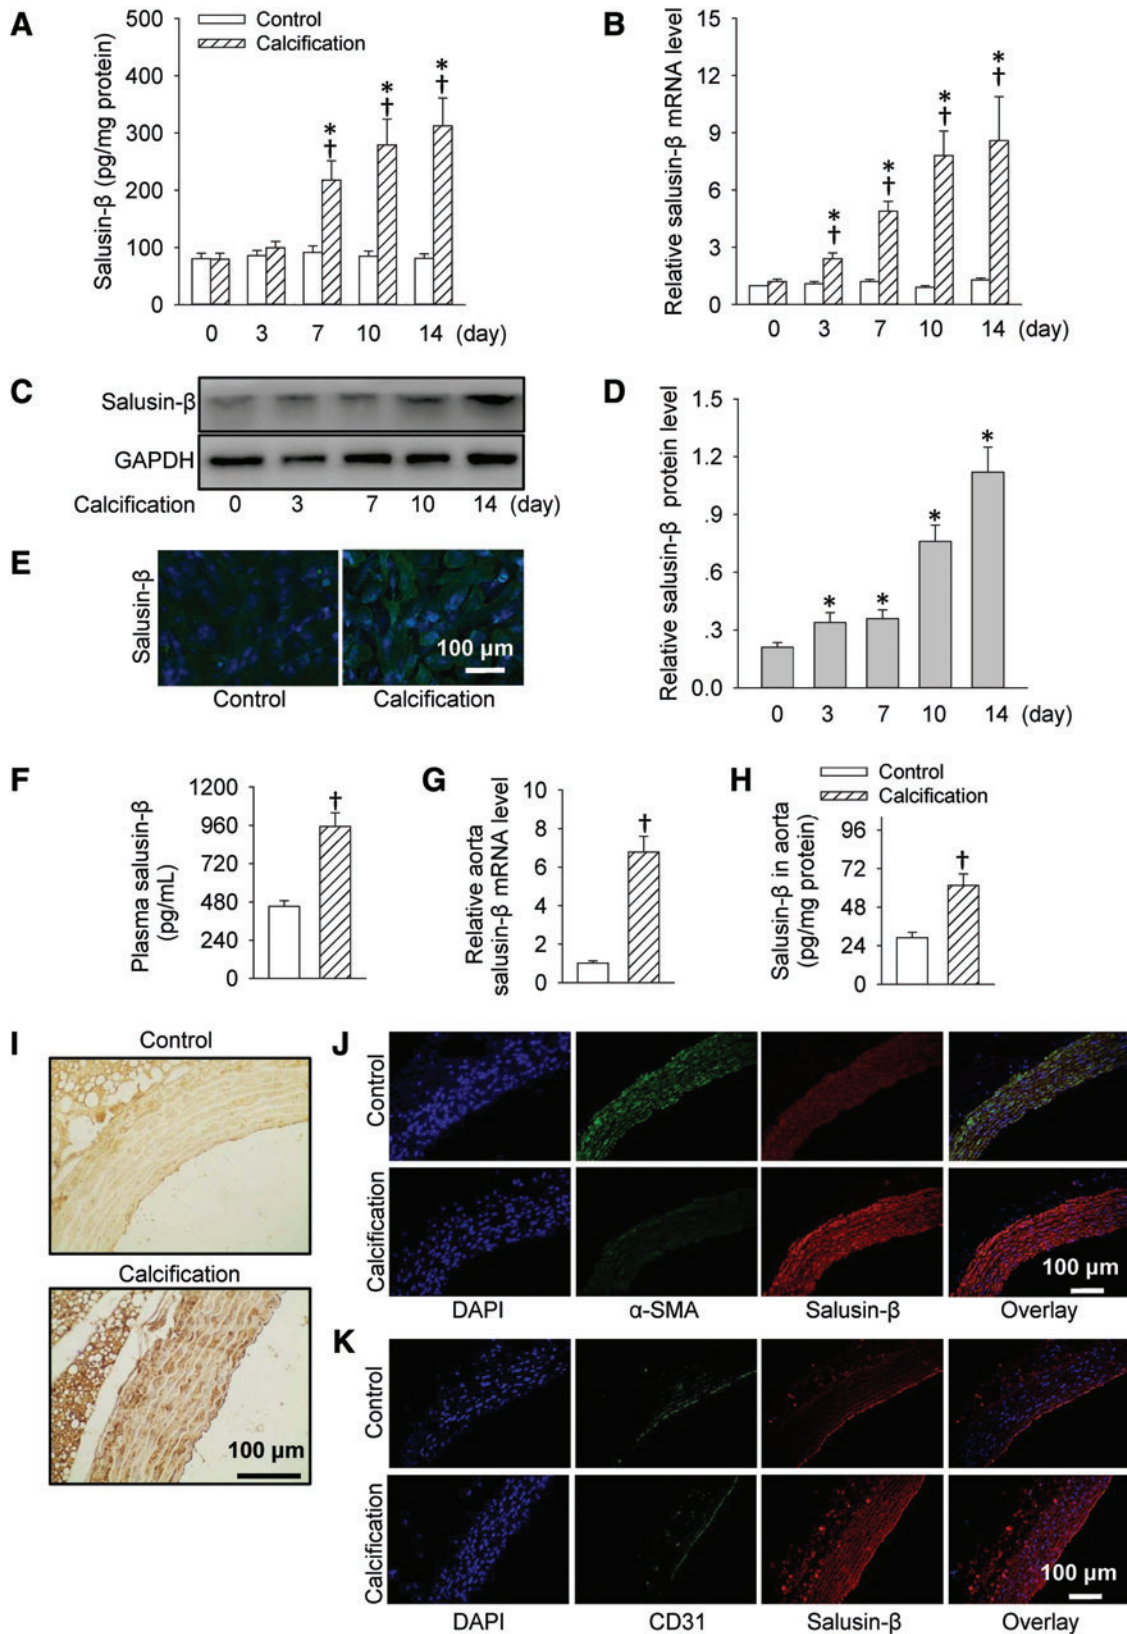 A
Salusin-β (pg/mg protein)
500
400
300
200
100
0
Control
Calcification
*
†
*
†
*
†
0 3 7 10 14 (day)
B
Relative salusin-β mRNA level
15
12
9
6
3
0
*
†
*
†
*
†
*
†
0 3 7 10 14 (day)
C
Salusin-β
GAPDH
Calcification 0 3 7 10 14 (day)
D
Relative salusin-β protein level
1.5
1.2
.9
.6
.3
0.0
*
*
*
*
0 3 7 10 14 (day)
E
Salusin-β
100 µm
Control Calcification
F
Plasma salusin-β
(pg/mL)
1200
960
720
480
240
0
†
G
Relative aorta
salusin-β mRNA level
10
8
6
4
2
0
†
H
Control
Calcification
Salusin-β in aorta
(pg/mg protein)
96
72
48
24
0
†
I
Control
Calcification
100 µm
J
Control
Calcification
100 µm
DAPI α-SMA Salusin-β Overlay
K
Control
Calcification
100 µm
DAPI CD31 Salusin-β Overlay